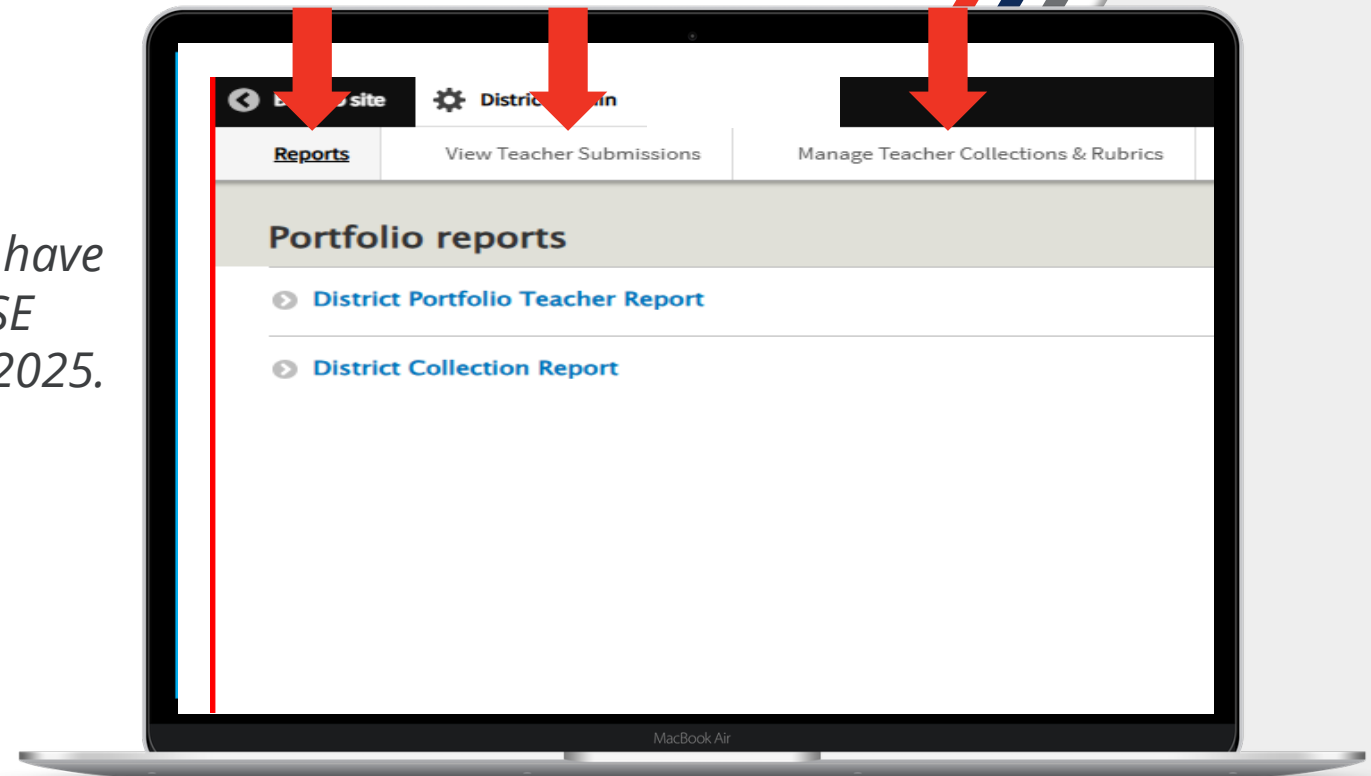 have
SE
2025.
site
Reports
View Teacher Submissions
Manage Teacher Collections & Rubrics
Portfolio reports
District Portfolio Teacher Report
District Collection Report
MacBook Air